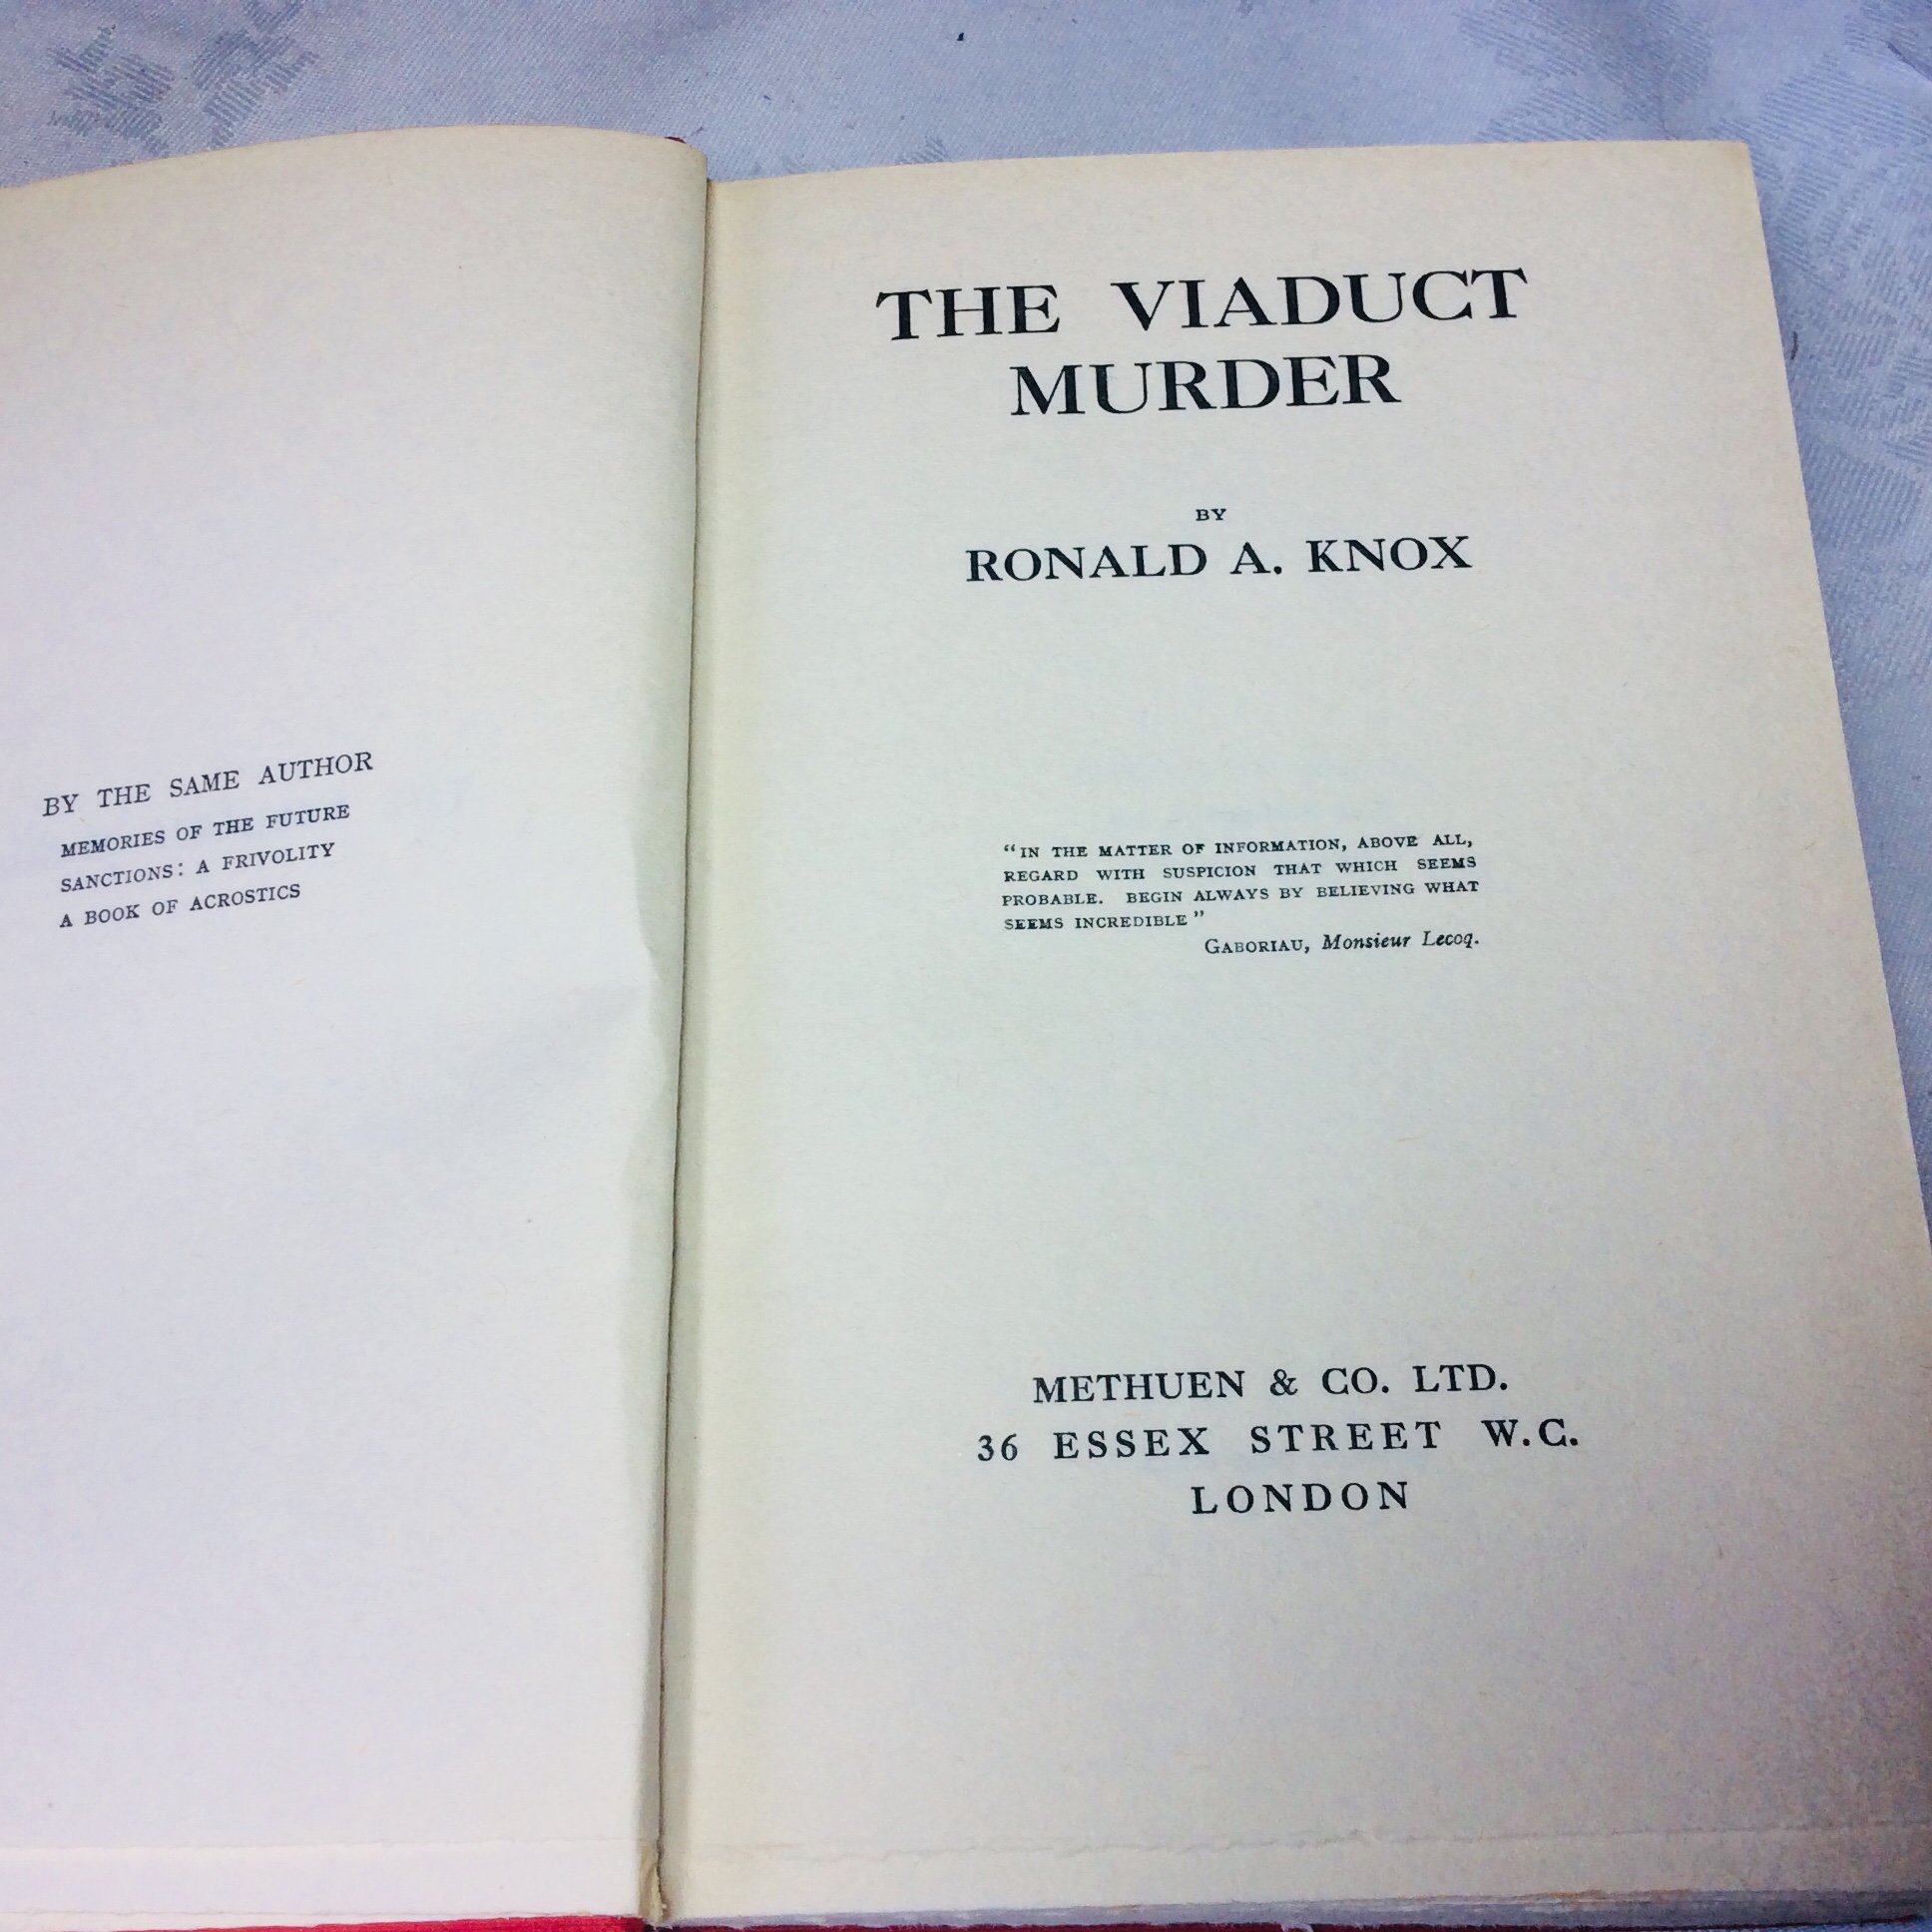 BY THE SAME AUTHOR
MEMORIES OF THE FUTURE
SANCTIONS: A FRIVOLITY
A BOOK OF ACROSTICS
THE VIADUCT
MURDER
BY
RONALD A. KNOX
“IN THE MATTER OF INFORMATION, ABOVE ALL,
REGARD WITH SUSPICION THAT WHICH SEEMS
PROBABLE. BEGIN ALWAYS BY BELIEVING WHAT
SEEMS INCREDIBLE”
GABORIAU, Monsieur Lecoq.
METHUEN & CO. LTD.
36 ESSEX STREET W.C.
LONDON